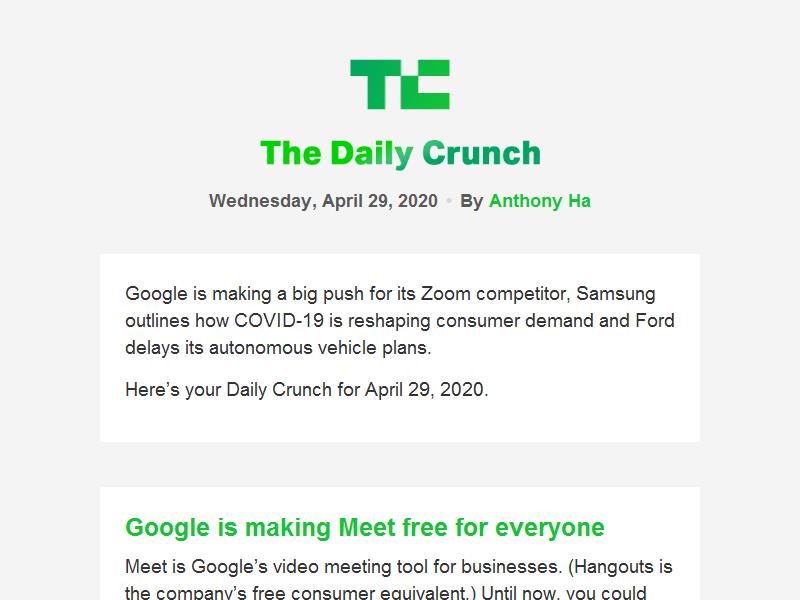 TC
The Daily Crunch
Wednesday, April 29, 2020 • By Anthony Ha
Google is making a big push for its Zoom competitor, Samsung
outlines how COVID-19 is reshaping consumer demand and Ford
delays its autonomous vehicle plans.
Here’s your Daily Crunch for April 29, 2020.
Google is making Meet free for everyone
Meet is Google’s video meeting tool for businesses. (Hangouts is
the company’s free consumer equivalent.) Until now, you could